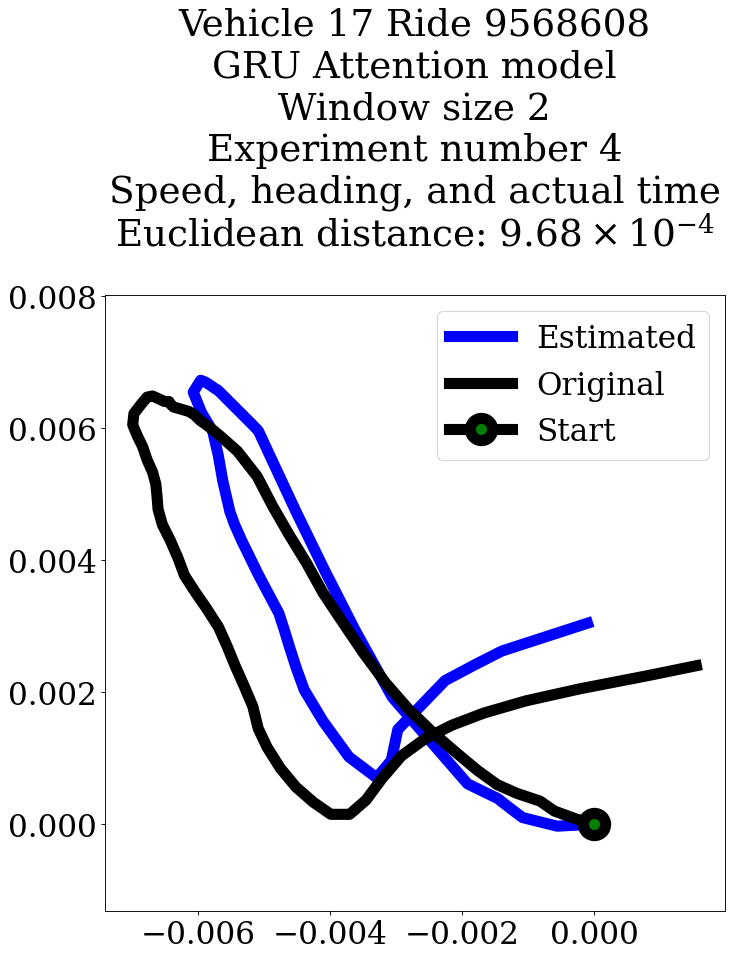 Vehicle 17 Ride 9568608
GRU Attention model
Window size 2
Experiment number 4
Speed, heading, and actual time
Euclidean distance: 9.68 × 10⁻⁴
0.008
0.006
0.004
0.002
0.000
Estimated
Original
Start
−0.006 −0.004 −0.002 0.000